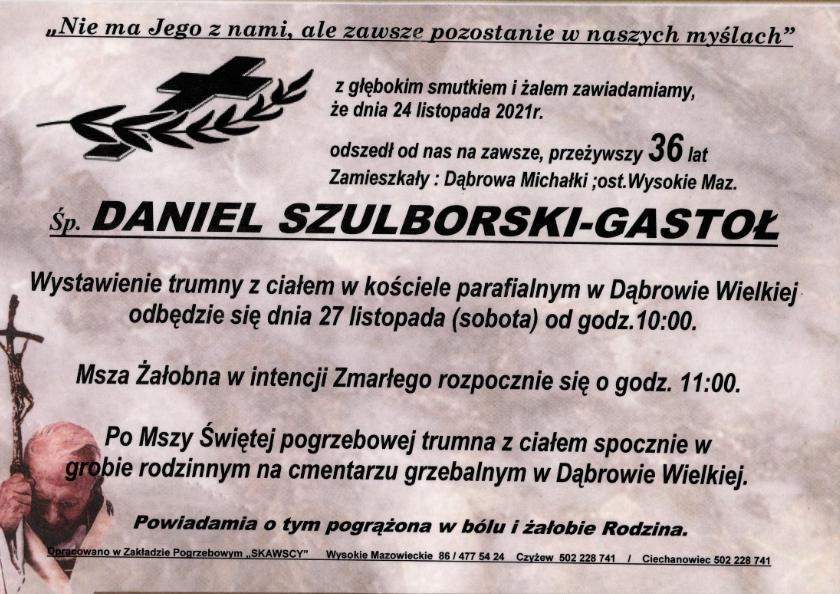 „Nie ma Jego z nami, ale zawsze pozostanie w naszych myślach”
z głębokim smutkiem i żalem zawiadamiamy,
że dnia 24 listopada 2021r.
odszedł od nas na zawsze, przeżywszy 36 lat
Zamieszkały : Dąbrowa Michałki ;ost.Wysokie Maz.
Śp. DANIEL SZULBORSKI-GASTOŁ
Wystawienie trumny z ciałem w kościele parafialnym w Dąbrowie Wielkiej
odbędzie się dnia 27 listopada (sobota) od godz.10:00.
Msza Żałobna w intencji Zmarłego rozpocznie się o godz. 11:00.
Po Mszy Świętej pogrzebowej trumna z ciałem spocznie w
grobie rodzinnym na cmentarzu grzebalnym w Dąbrowie Wielkiej.
Powiadamia o tym pogrążona w bólu i żałobie Rodzina.
Opracowano w Zakładzie Pogrzebowym „SKAWSCY” Wysokie Mazowieckie 86 / 477 54 24 Czyżew 502 228 741 / Ciechanowiec 502 228 741